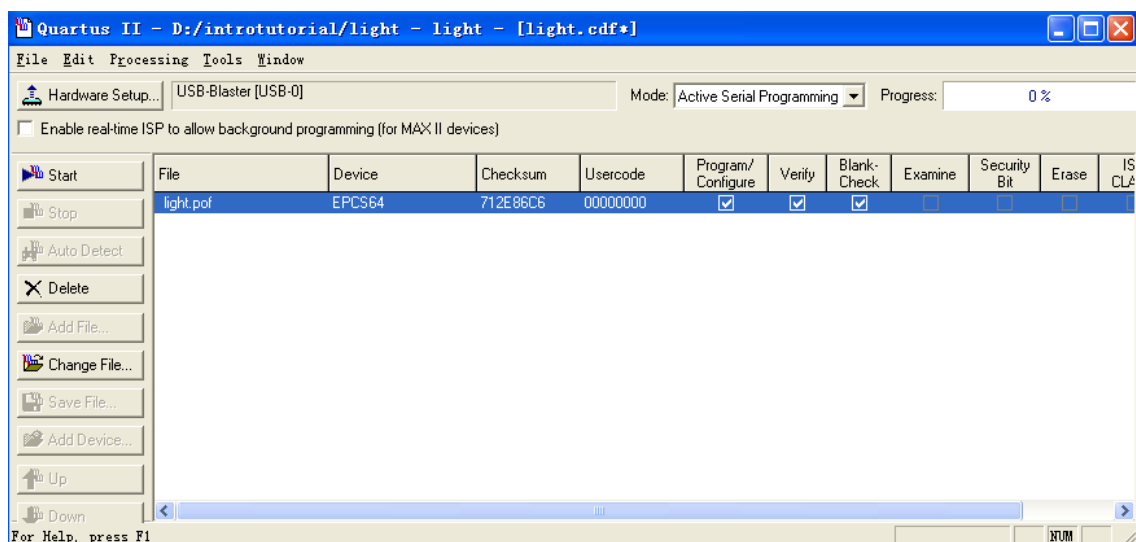 Quartus II - D:/introtutorial/light - light - [light.cdf*]
File Edit Processing Tools Window
Hardware Setup... USB-Blaster [USB-0] Mode: Active Serial Programming Progress: 0 %
Enable real-time ISP to allow background programming (for MAX II devices)
Start
Stop
Auto Detect
Delete
Add File...
Change File...
Save File...
Add Device...
Up
Down
File Device Checksum Usercode Program/ Configure Verify Blank- Check Examine Security Bit Erase IS CLA
light.pof EPCS64 712E86C6 00000000
For Help, press F1 NUM